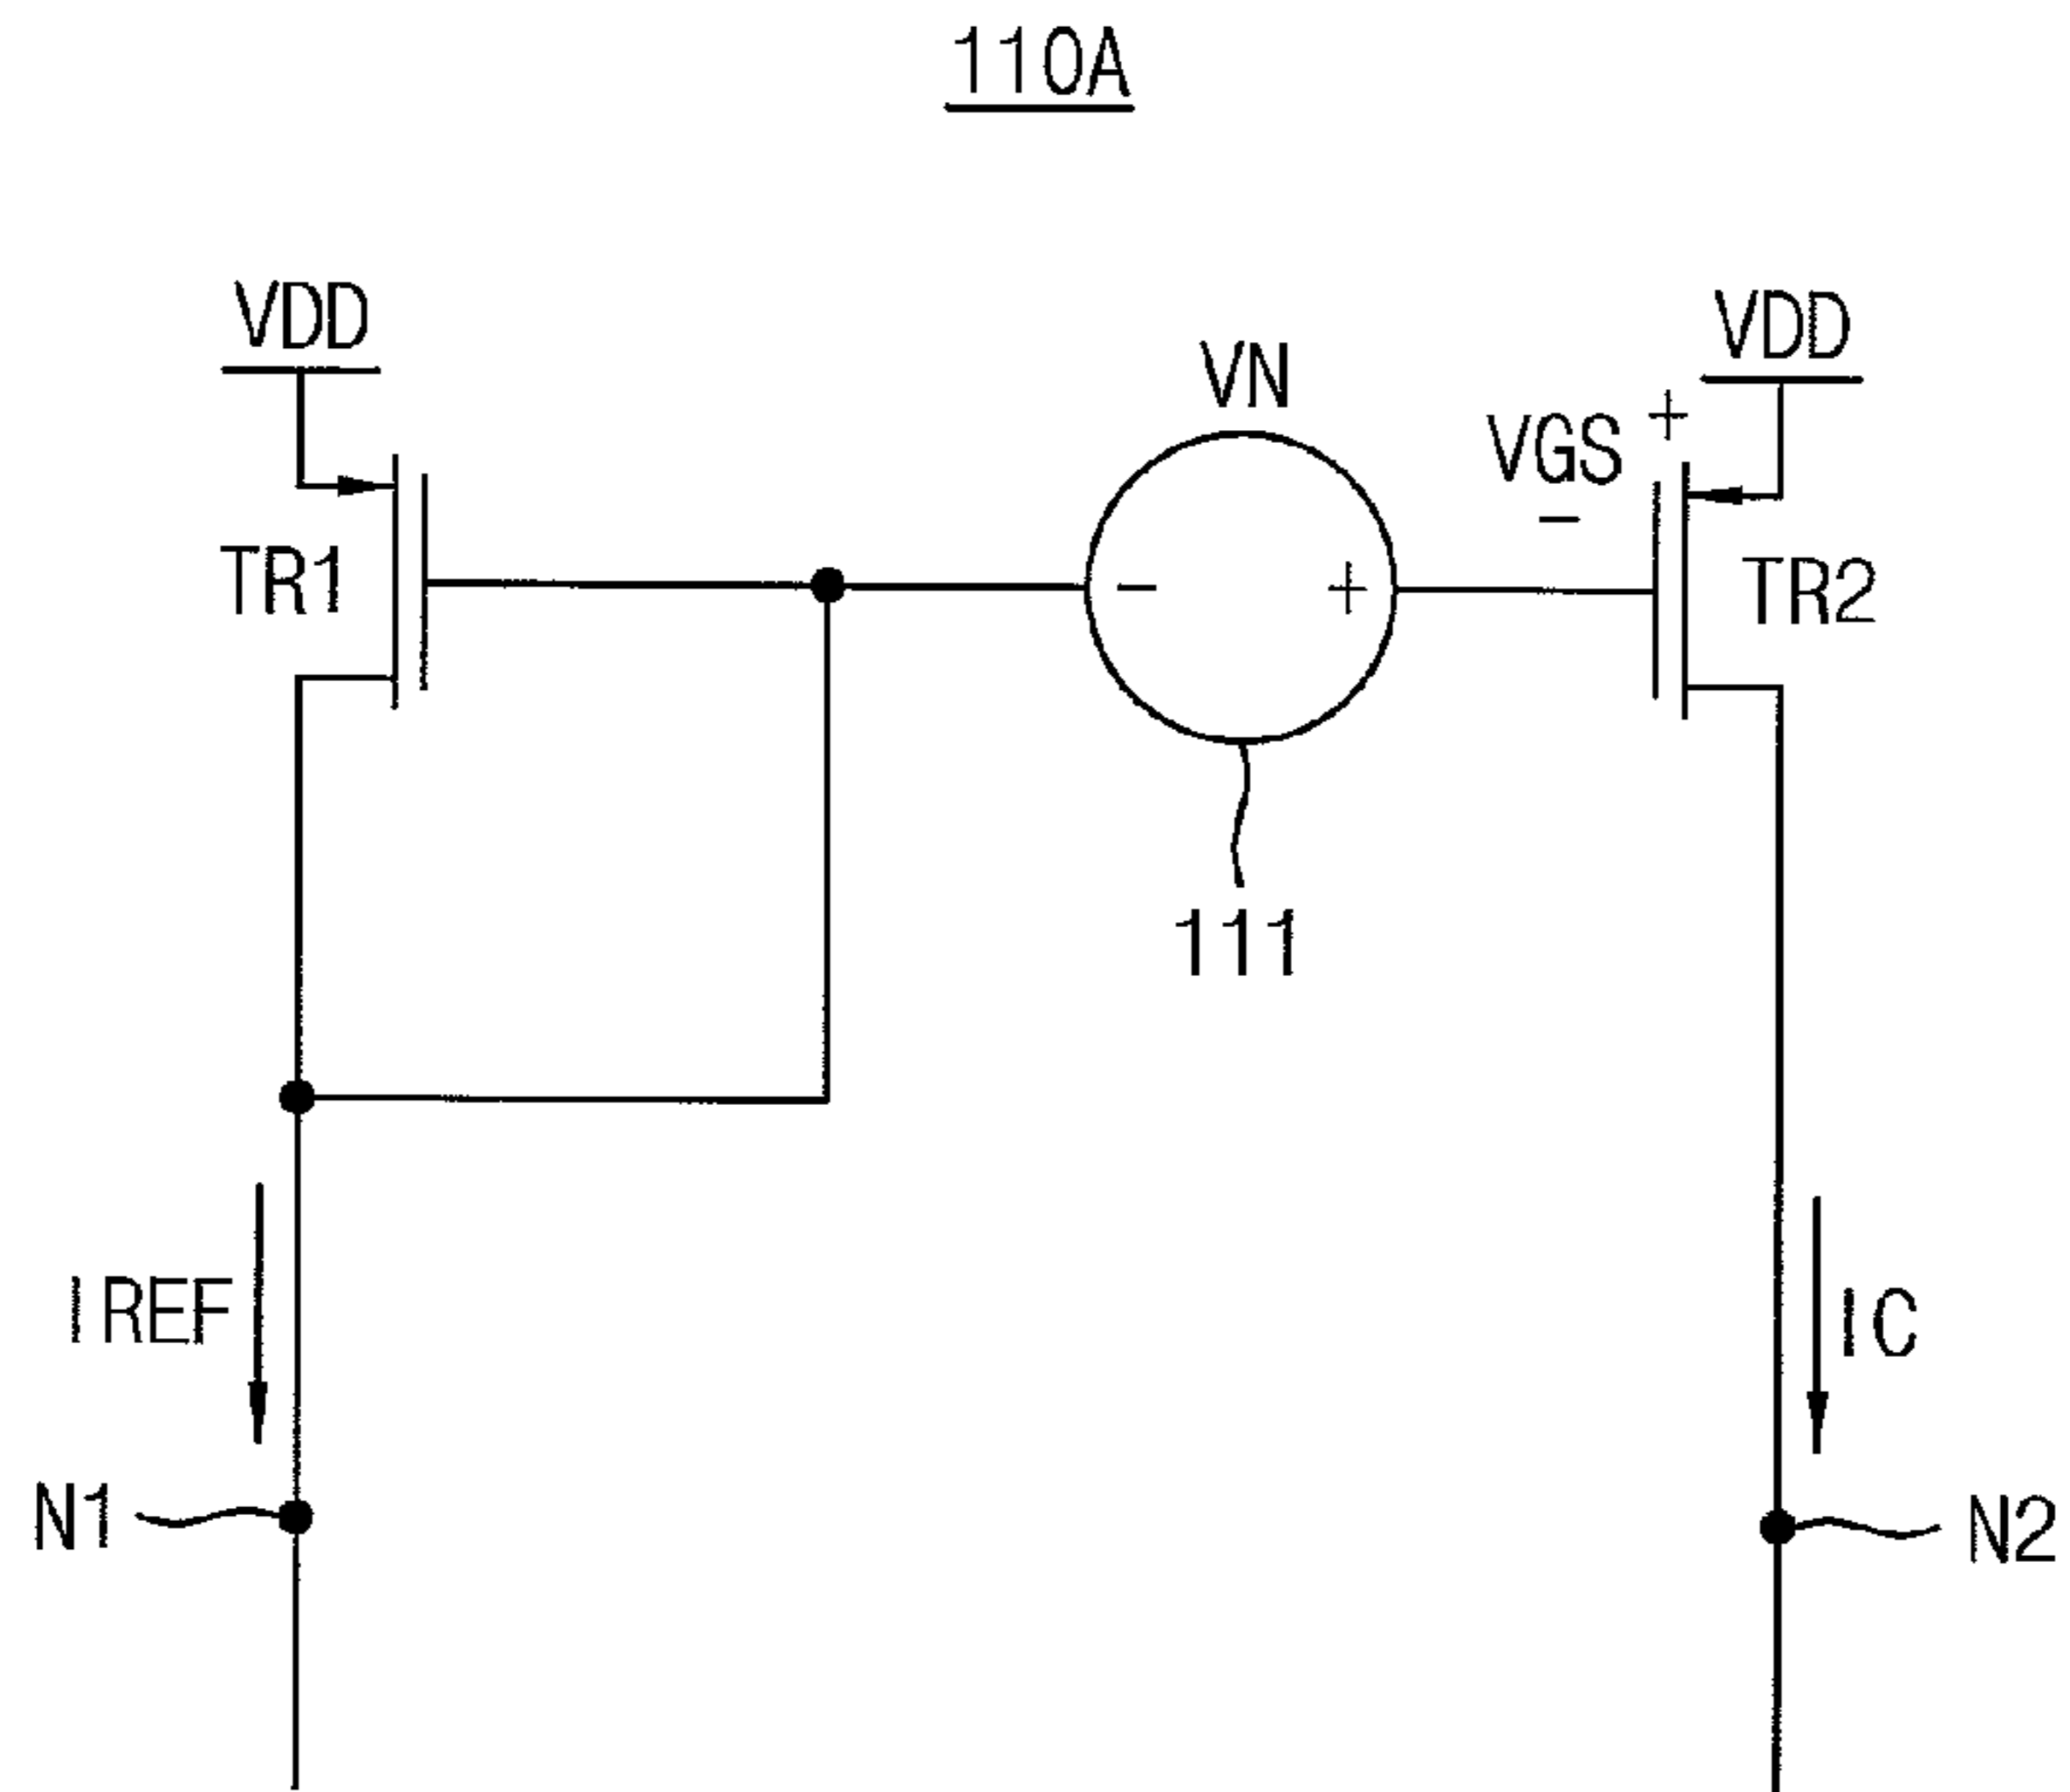 110A
VDD
VDD
VN
VGS
+
-
TR1
- +
TR2
111
IREF
IC
N1
N2